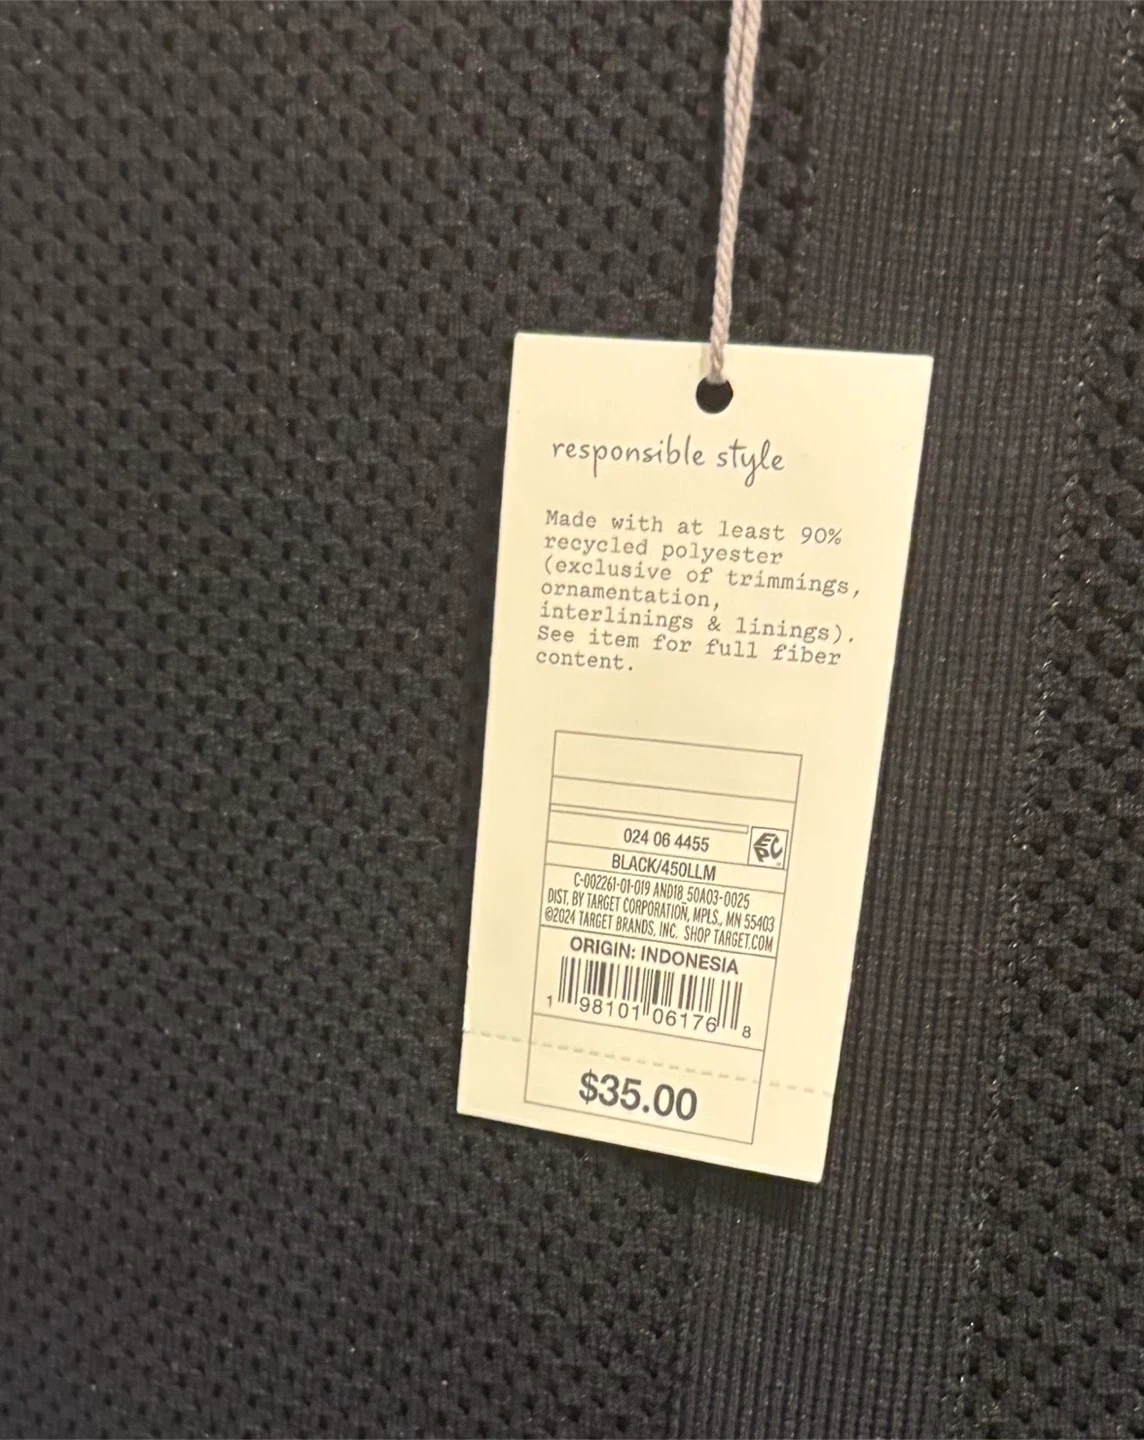 responsible style
Made with at least 90%
recycled polyester
(exclusive of trimmings,
ornamentation,
interlinings & linings).
See item for full fiber
content.
024 06 4455
EPC
BLACK/450LLM
C-002261-01-019 AND18 50A03-0025
DIST. BY TARGET CORPORATION, MPLS., MN 55403
©2024 TARGET BRANDS, INC. SHOP TARGET.COM
ORIGIN: INDONESIA
1 98101 06176 8
$35.00